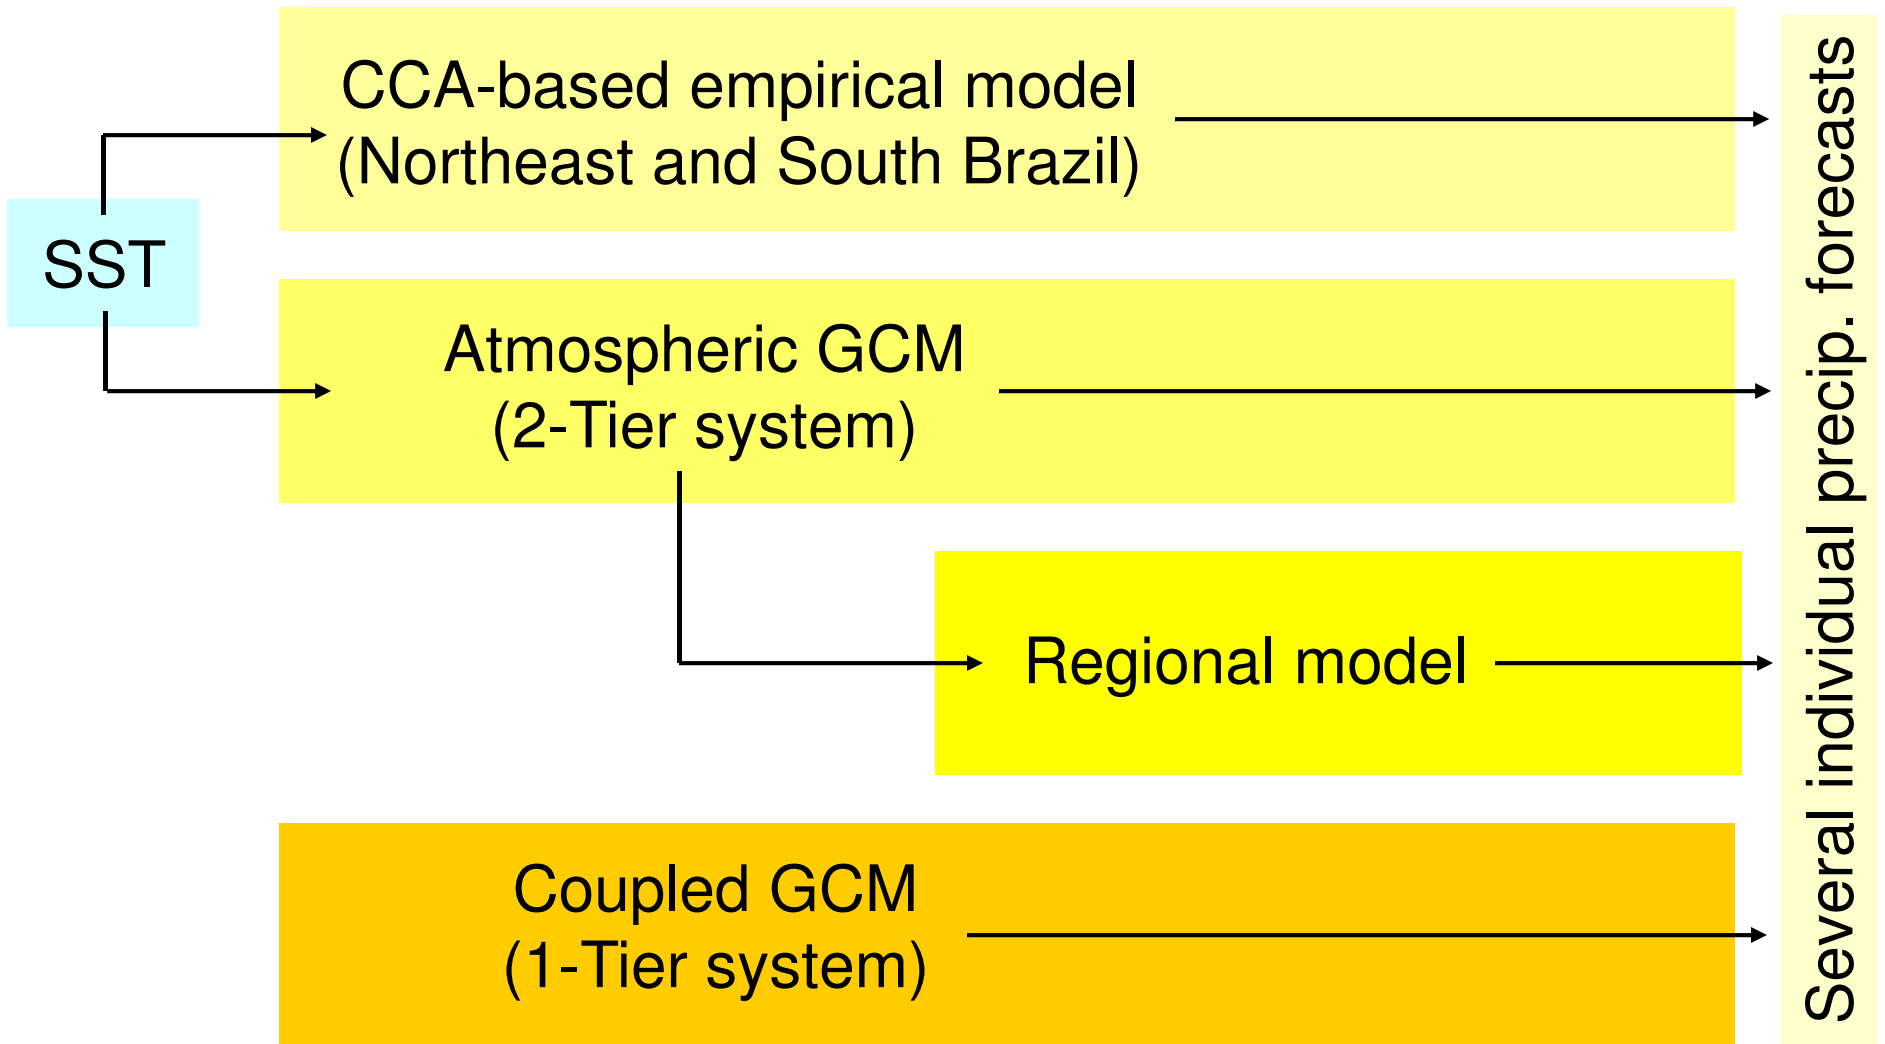 CCA-based empirical model
(Northeast and South Brazil)
SST
Atmospheric GCM
(2-Tier system)
Regional model
Coupled GCM
(1-Tier system)
Several individual precip. forecasts